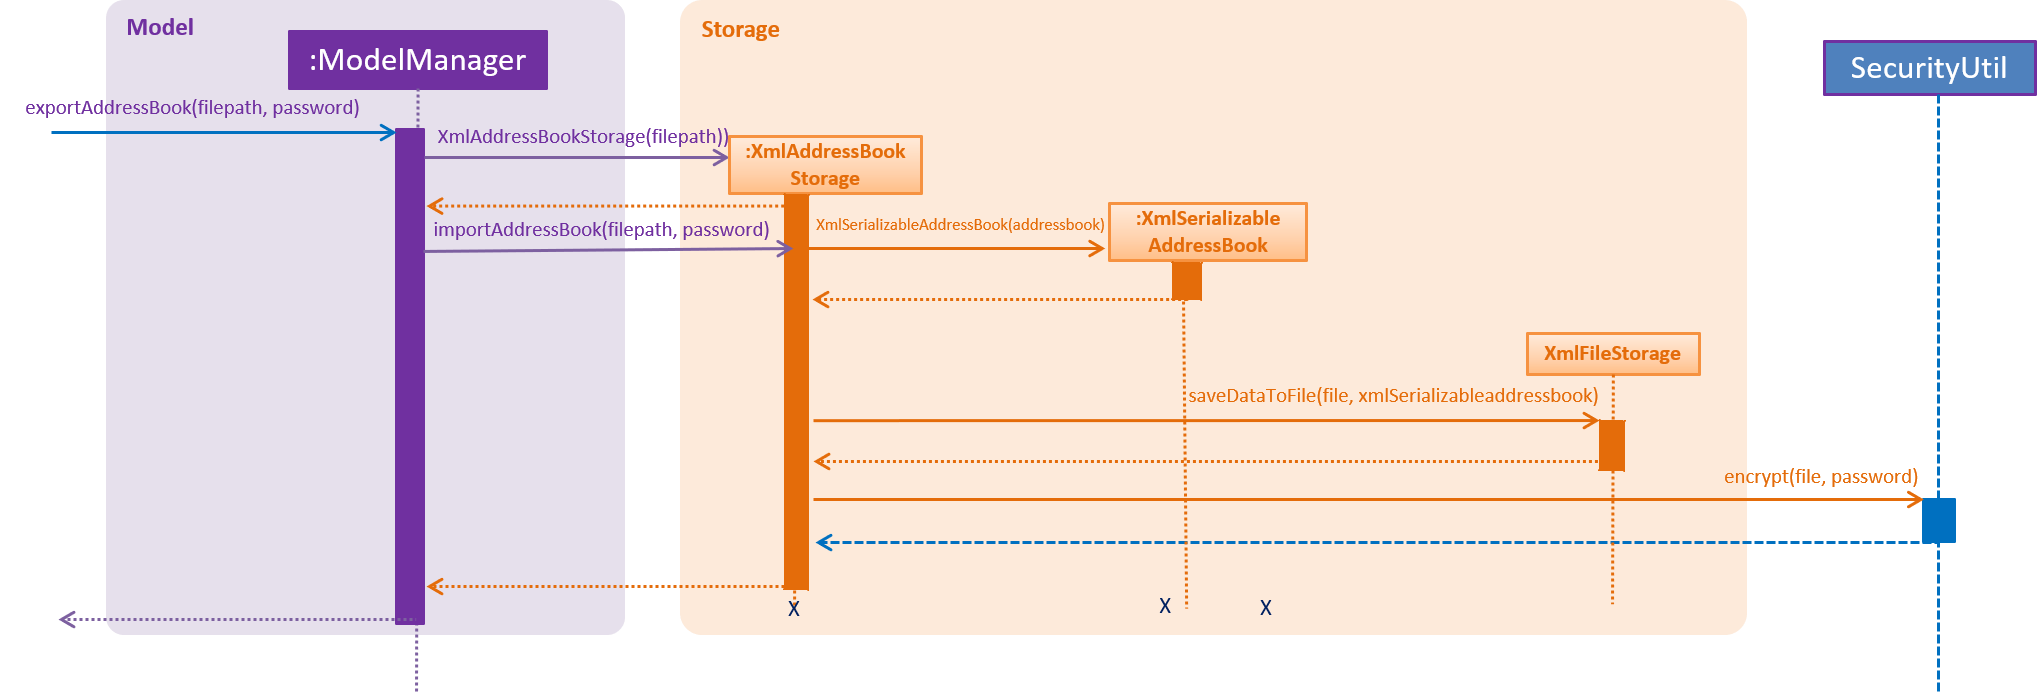 Model
Storage
:ModelManager
SecurityUtil
exportAddressBook(filepath, password)
XmlAddressBookStorage(filepath))
:XmlAddressBook
Storage
importAddressBook(filepath, password)
XmlSerializableAddressBook(addressbook)
:XmlSerializable
AddressBook
XmlFileStorage
saveDataToFile(file, xmlSerializableaddressbook)
encrypt(file, password)
X
X
X